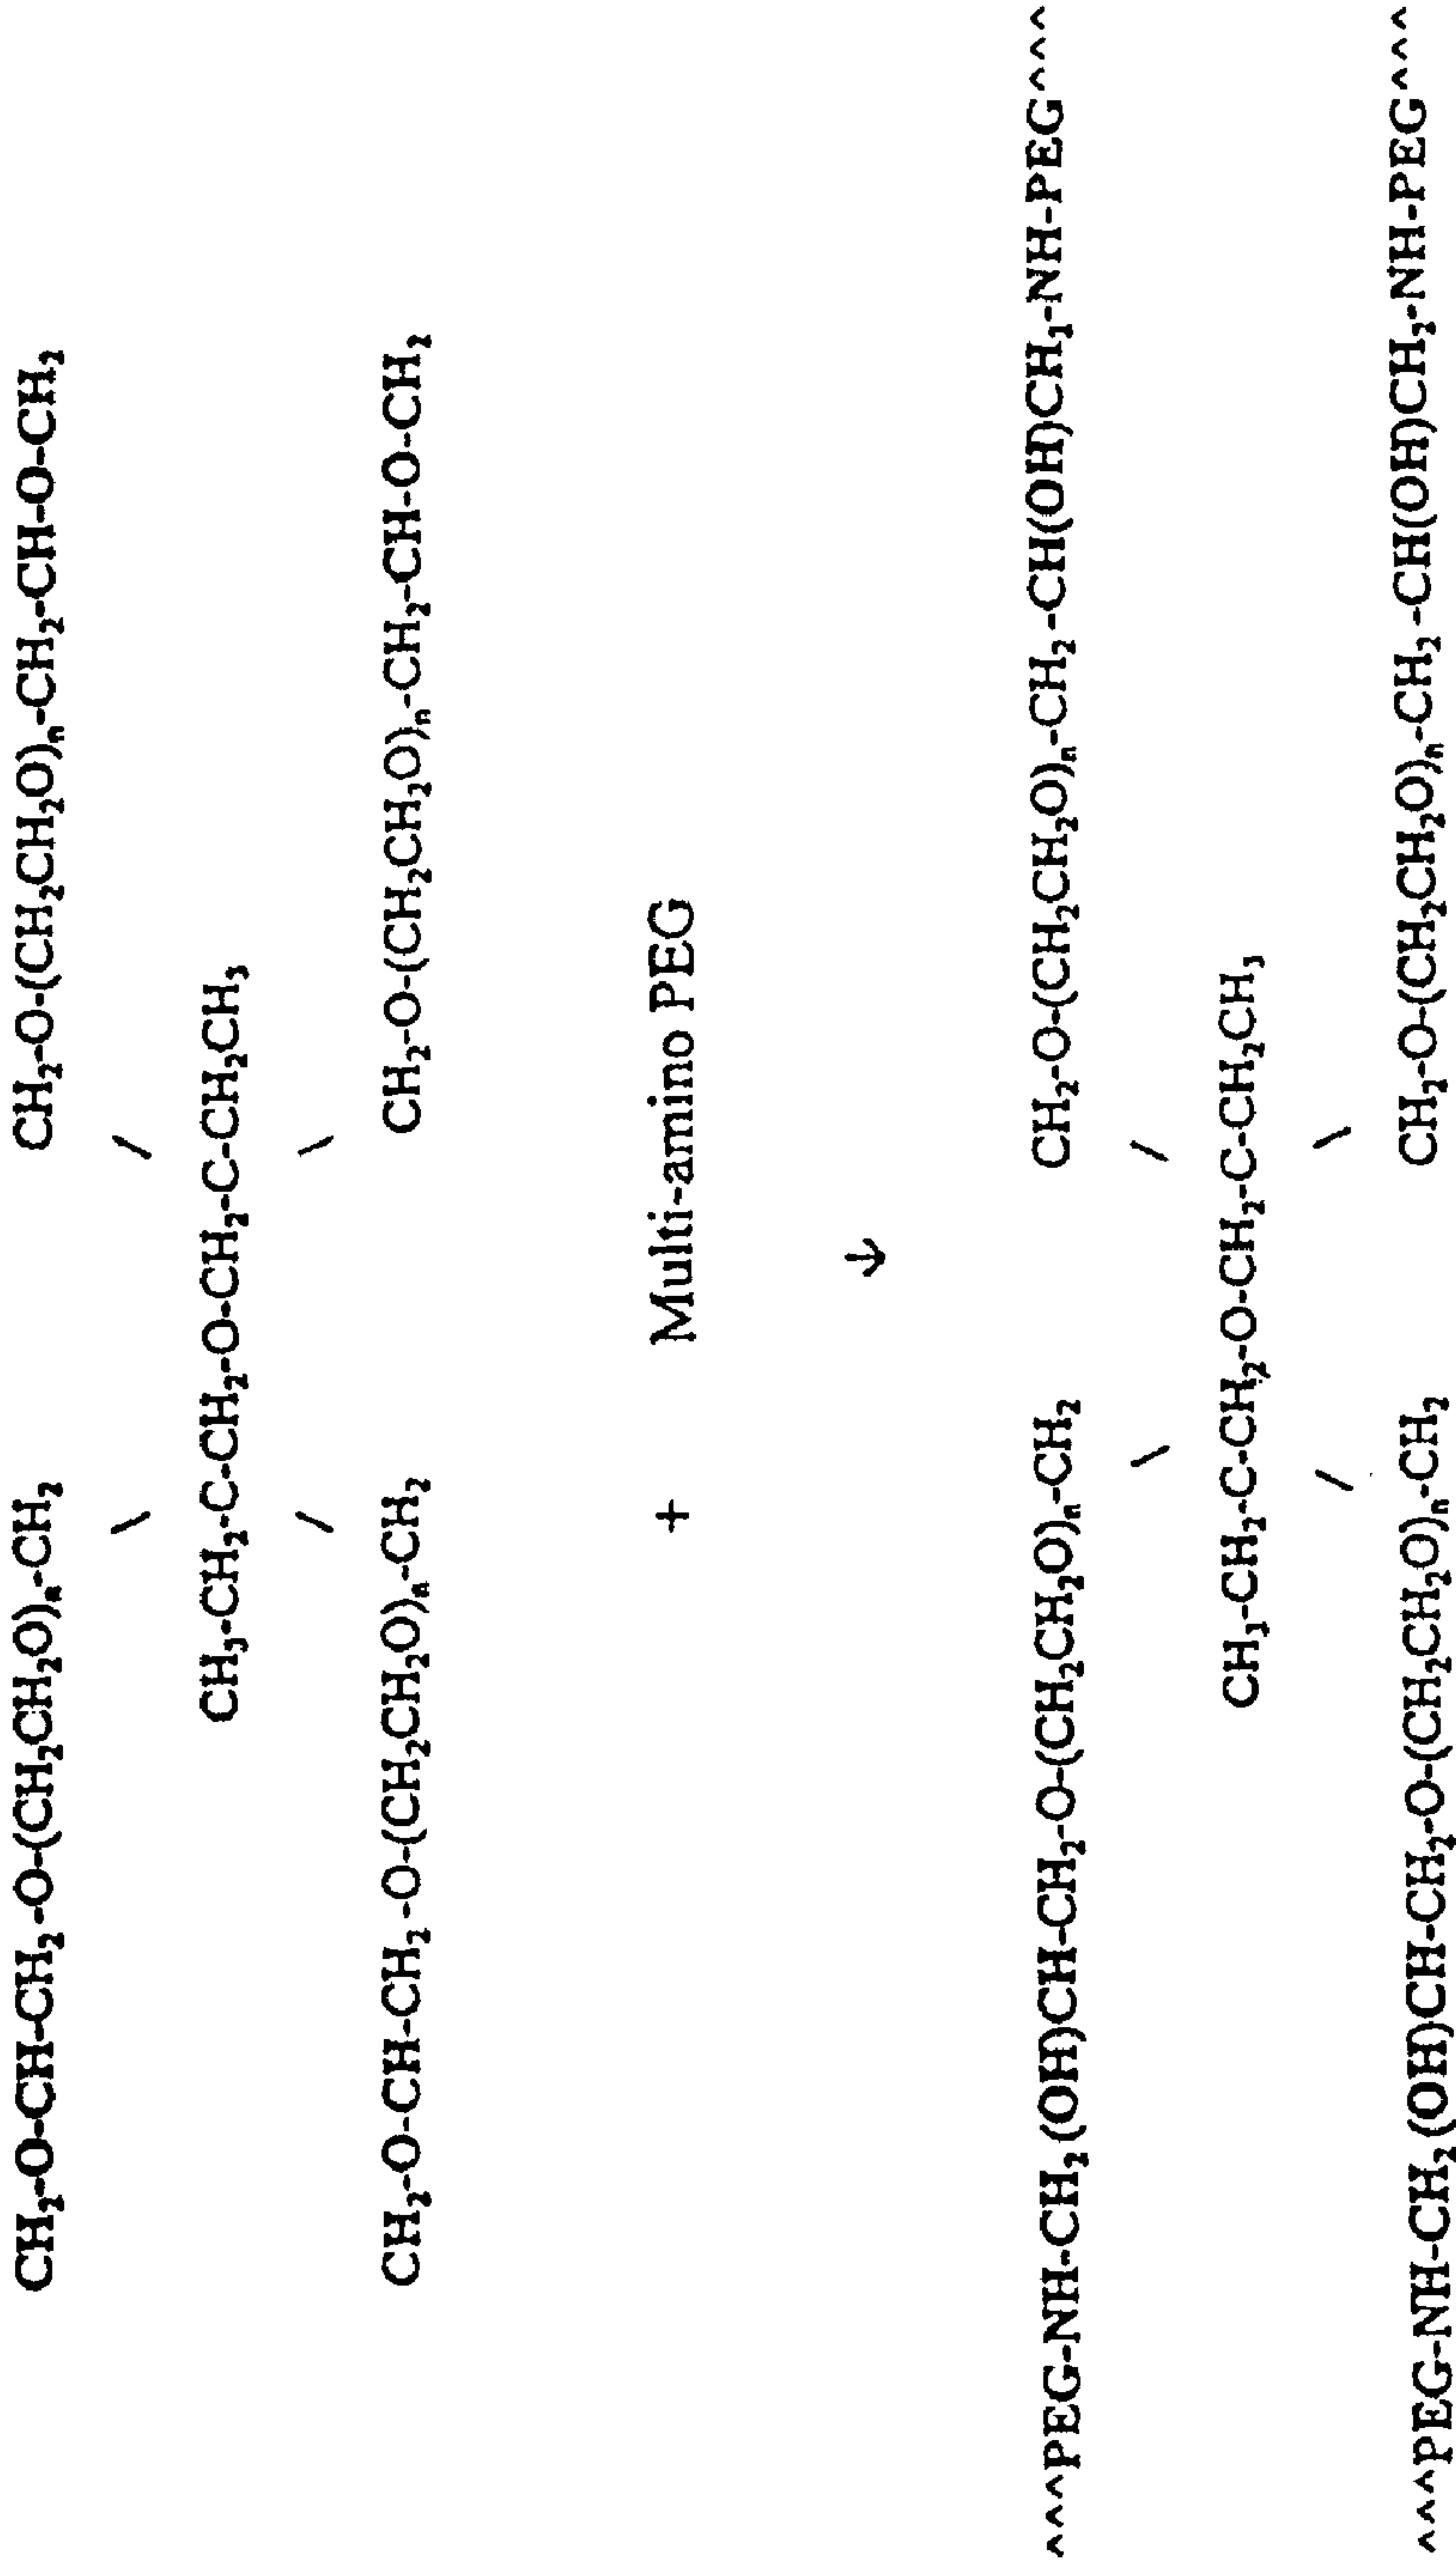 CH₂-O-CH-CH₂-O-(CH₂CH₂O)ₙ-CH₂ CH₂-O-(CH₂CH₂O)ₙ-CH₂-CH-O-CH₂
\ /
CH₃-CH₂-C-CH₂-O-CH₂-C-CH₂CH₃
/ \
CH₂-O-CH-CH₂-O-(CH₂CH₂O)ₙ-CH₂ CH₂-O-(CH₂CH₂O)ₙ-CH₂-CH-O-CH₂
+ Multi-amino PEG
↓
^^^PEG-NH-CH₂(OH)CH-CH₂-O-(CH₂CH₂O)ₙ-CH₂ CH₂-O-(CH₂CH₂O)ₙ-CH₂-CH(OH)CH₂-NH-PEG^^^
\ /
CH₃-CH₂-C-CH₂-O-CH₂-C-CH₂CH₃
/ \
^^^PEG-NH-CH₂(OH)CH-CH₂-O-(CH₂CH₂O)ₙ-CH₂ CH₂-O-(CH₂CH₂O)ₙ-CH₂-CH(OH)CH₂-NH-PEG^^^